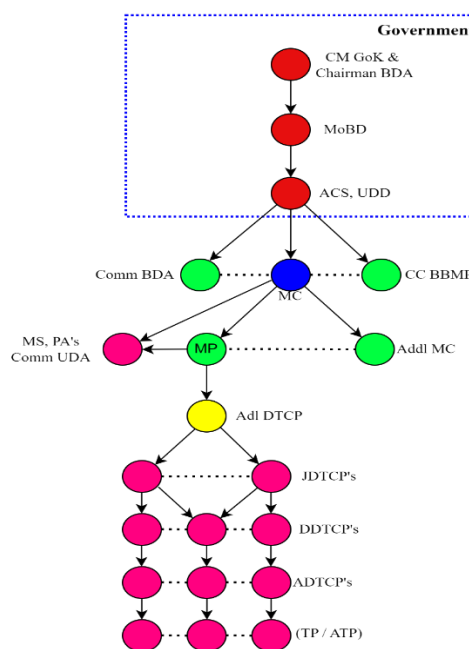 Governmen
CM GoK &
Chairman BDA
MoBD
ACS, UDD
Comm BDA
MC
CC BBMP
MS, PA's
Comm UDA
MP
Addl MC
Adl DTCP
JDTCP's
DDTCP's
ADTCP's
(TP / ATP)